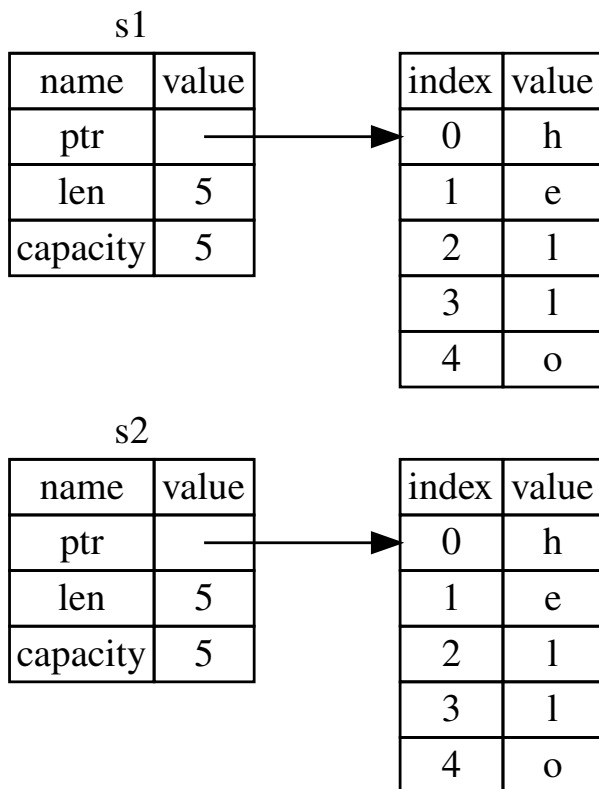 s1
name value
ptr
len 5
capacity 5
index value
0 h
1 e
2 l
3 l
4 o
s2
name value
ptr
len 5
capacity 5
index value
0 h
1 e
2 l
3 l
4 o